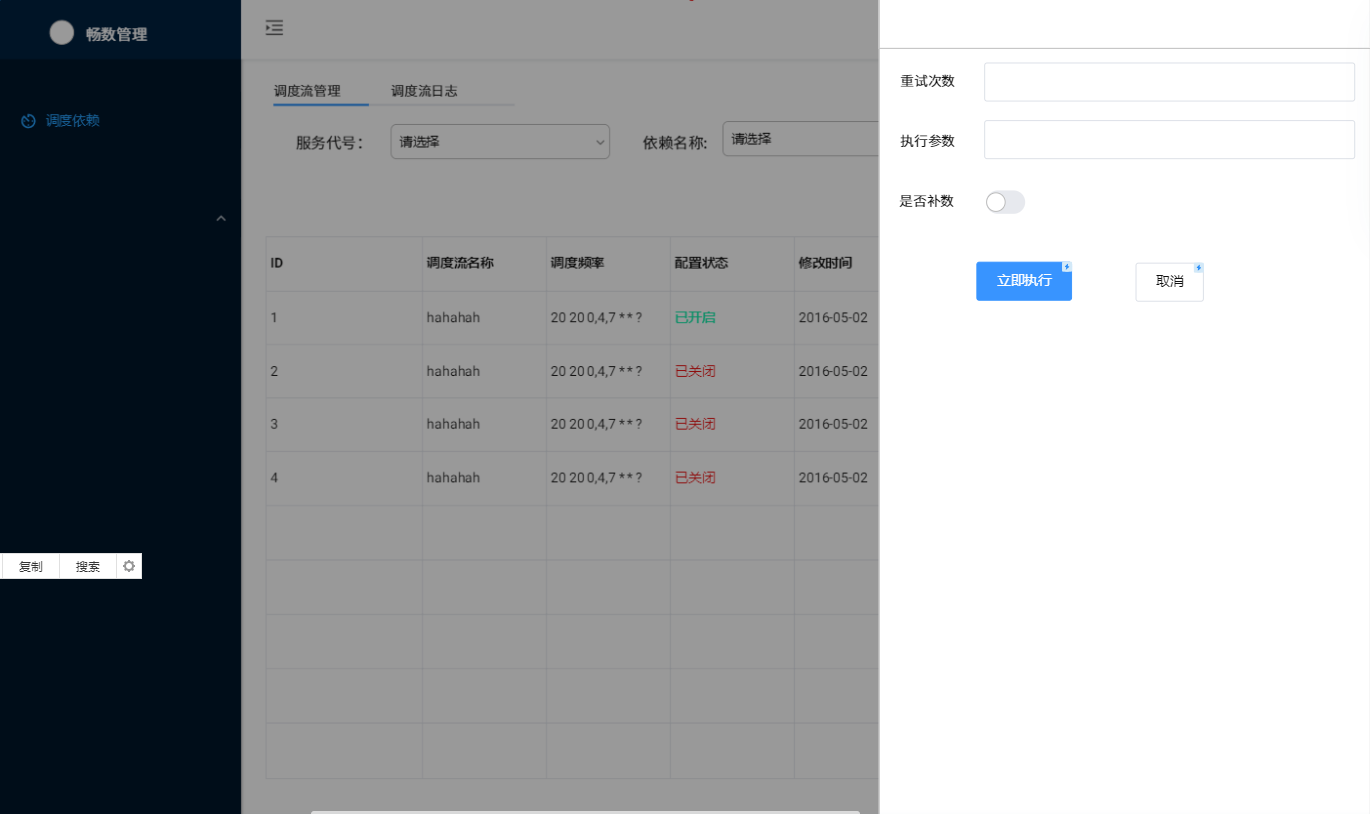 畅数管理
调度依赖
复制 搜索
调度流管理 调度流日志
服务代号： 请选择 依赖名称: 请选择
ID 调度流名称 调度频率 配置状态 修改时间
1 hahahah 20 20 0,4,7 * * ? 已开启 2016-05-02
2 hahahah 20 20 0,4,7 * * ? 已关闭 2016-05-02
3 hahahah 20 20 0,4,7 * * ? 已关闭 2016-05-02
4 hahahah 20 20 0,4,7 * * ? 已关闭 2016-05-02
重试次数
执行参数
是否补数
立即执行 取消